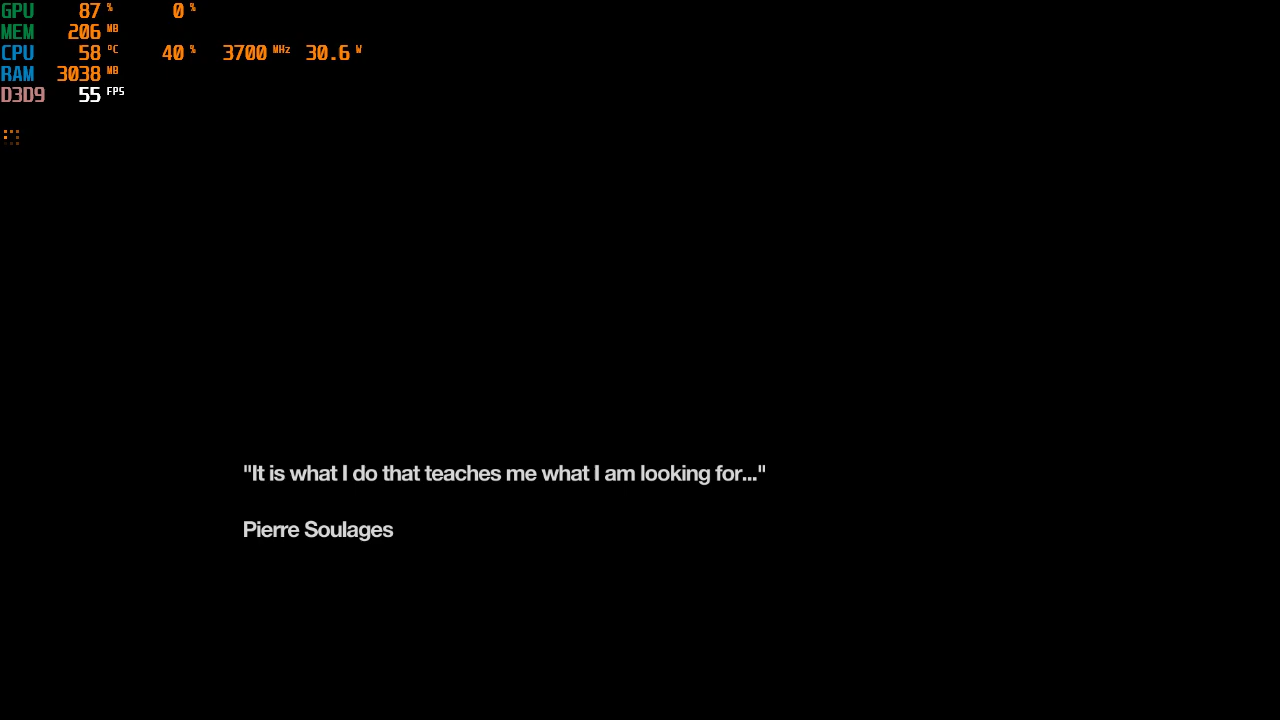 GPU 87 % 0 %
MEM 206 MB
CPU 58 °C 40 % 3700 MHz 30.6 W
RAM 3038 MB
D3D9 55 FPS
"It is what I do that teaches me what I am looking for..."
Pierre Soulages